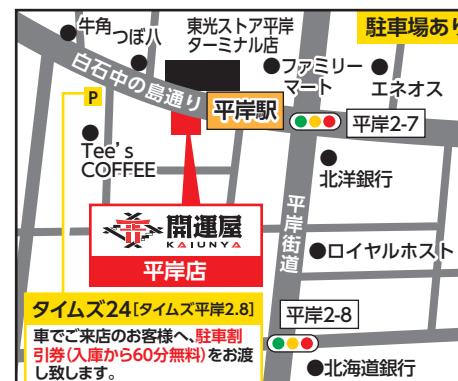 牛角
つぼ八
東光ストア平岸
ターミナル店
駐車場あり
ファミリー
マート
エネオス
白石中の島通り
P
平岸駅
平岸2-7
Tee's
COFFEE
北洋銀行
開運屋
KAIUNYA
平岸店
平岸街道
ロイヤルホスト
タイムズ24[タイムズ平岸2.8]
車でご来店のお客様へ、駐車割
引券(入庫から60分無料)をお渡
し致します。
平岸2-8
北海道銀行